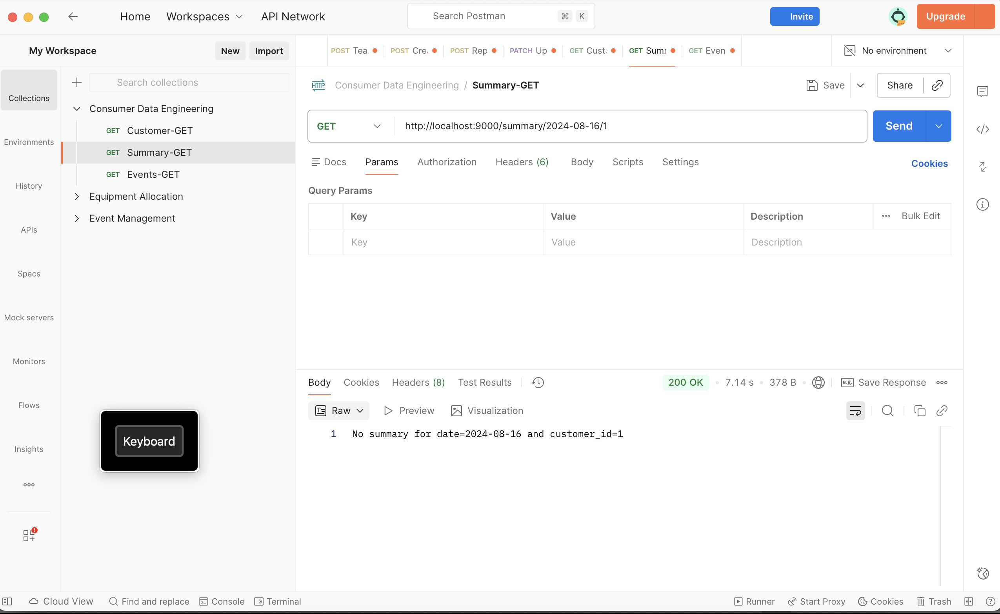 Home Workspaces API Network Search Postman ⌘ K Invite Upgrade
My Workspace New Import
POST Tea POST Cre POST Rep PATCH Up GET Cust GET Sum GET Even No environment
Collections
Environments
History
APIs
Specs
Mock servers
Monitors
Flows
Insights
Search collections
Consumer Data Engineering
GET Customer-GET
GET Summary-GET
GET Events-GET
Equipment Allocation
Event Management
Keyboard
HTTP Consumer Data Engineering / Summary-GET Save Share
GET http://localhost:9000/summary/2024-08-16/1 Send
Docs Params Authorization Headers (6) Body Scripts Settings Cookies
Query Params
Key Value Description Bulk Edit
Key Value Description
Body Cookies Headers (8) Test Results 200 OK • 7.14 s • 378 B • e.g. Save Response
Raw Preview Visualization
1 No summary for date=2024-08-16 and customer_id=1
Cloud View Find and replace Console Terminal Runner Start Proxy Cookies Trash